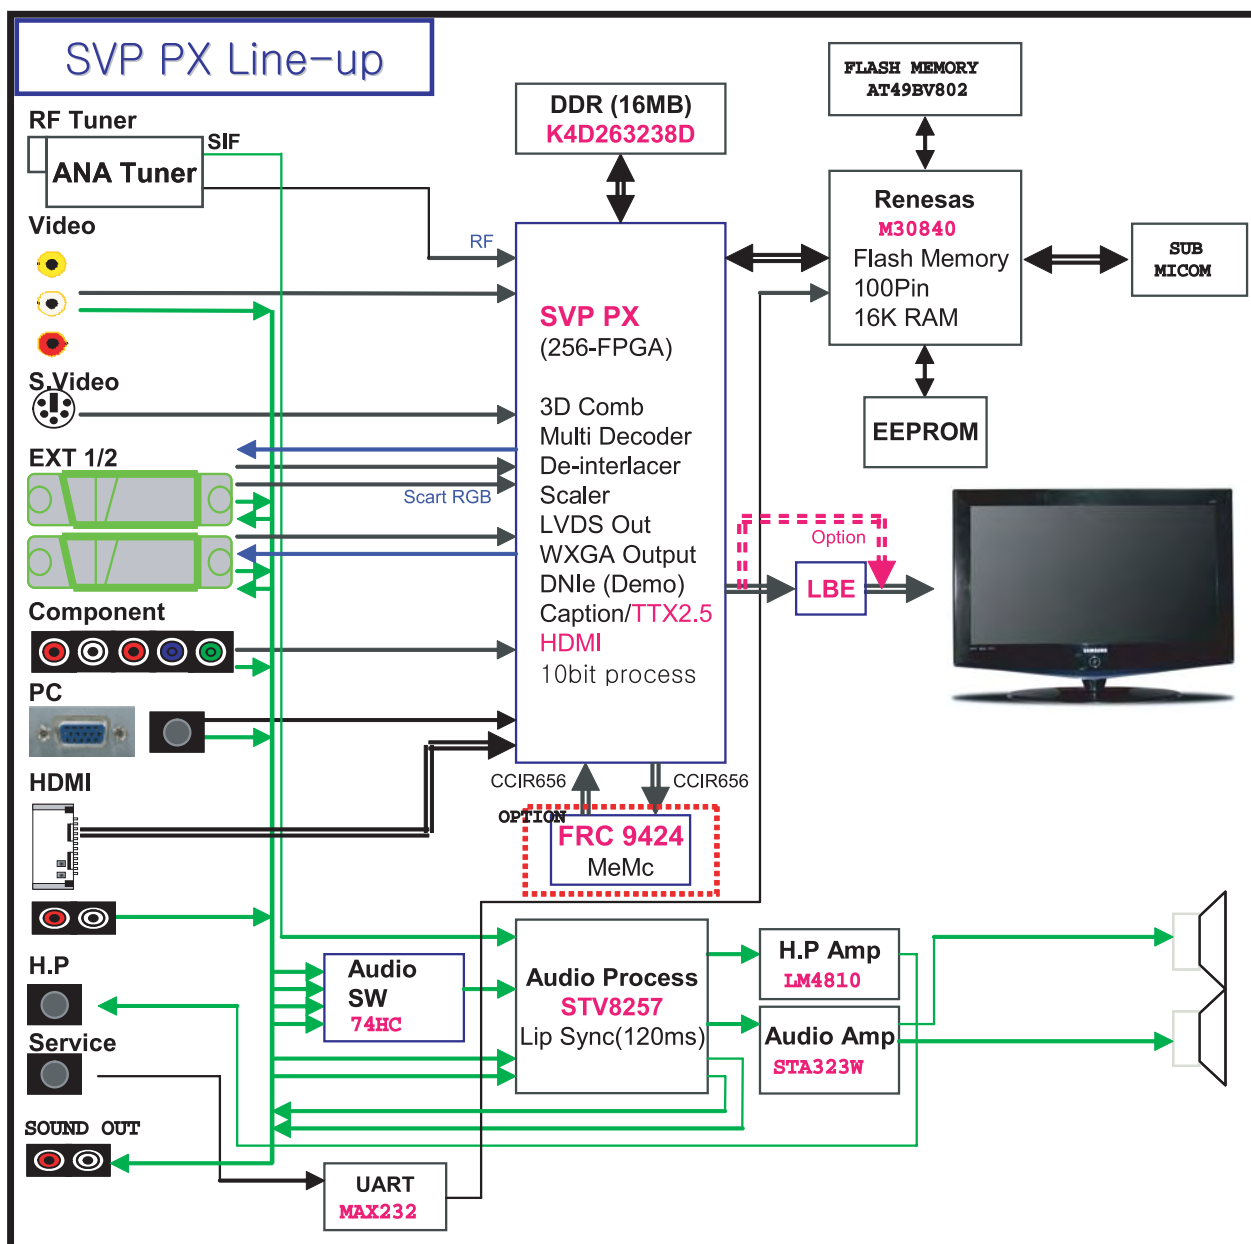 SVP PX Line-up
RF Tuner
SIF
ANA Tuner
Video
S.Video
EXT 1/2
Component
PC
HDMI
H.P
Service
SOUND OUT
DDR (16MB)
K4D263238D
FLASH MEMORY
AT49BV802
Renesas
M30840
Flash Memory
100Pin
16K RAM
SUB
MICOM
EEPROM
RF
Scart RGB
SVP PX
(256-FPGA)
3D Comb
Multi Decoder
De-interlacer
Scaler
LVDS Out
WXGA Output
DNIe (Demo)
Caption/TTX2.5
HDMI
10bit process
Option
LBE
SAMSUNG
CCIR656
CCIR656
OPTION
FRC 9424
MeMc
Audio
SW
74HC
Audio Process
STV8257
Lip Sync(120ms)
H.P Amp
LM4810
Audio Amp
STA323W
UART
MAX232